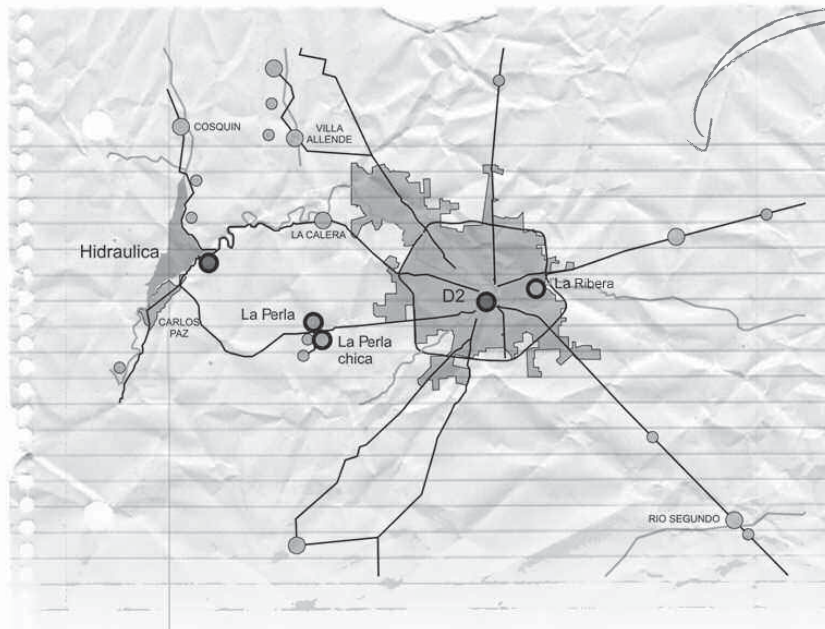 COSQUIN
VILLA
ALLENDE
LA CALERA
Hidraulica
D2
La Ribera
La Perla
CARLOS
PAZ
La Perla
chica
RIO SEGUNDO